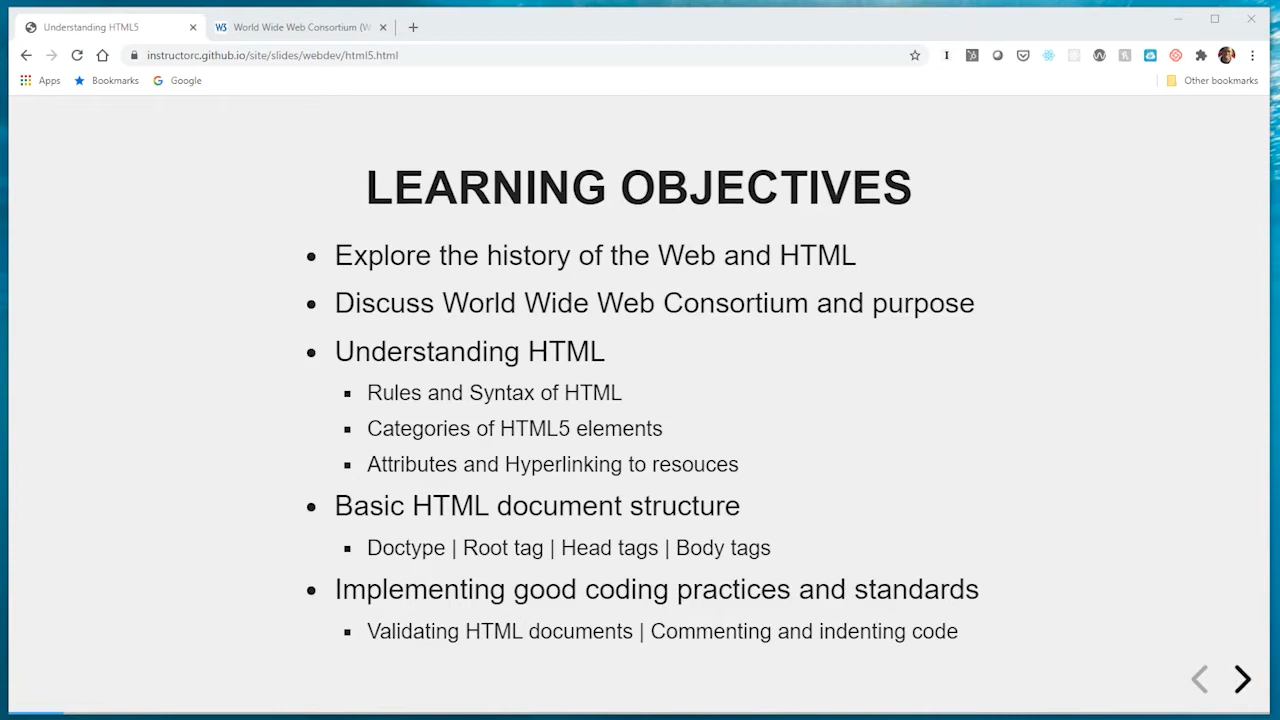 Understanding HTML5
World Wide Web Consortium (W
instructorc.github.io/site/slides/webdev/html5.html
Apps
Bookmarks
Google
Other bookmarks
LEARNING OBJECTIVES
Explore the history of the Web and HTML
Discuss World Wide Web Consortium and purpose
Understanding HTML
Rules and Syntax of HTML
Categories of HTML5 elements
Attributes and Hyperlinking to resouces
Basic HTML document structure
Doctype | Root tag | Head tags | Body tags
Implementing good coding practices and standards
Validating HTML documents | Commenting and indenting code